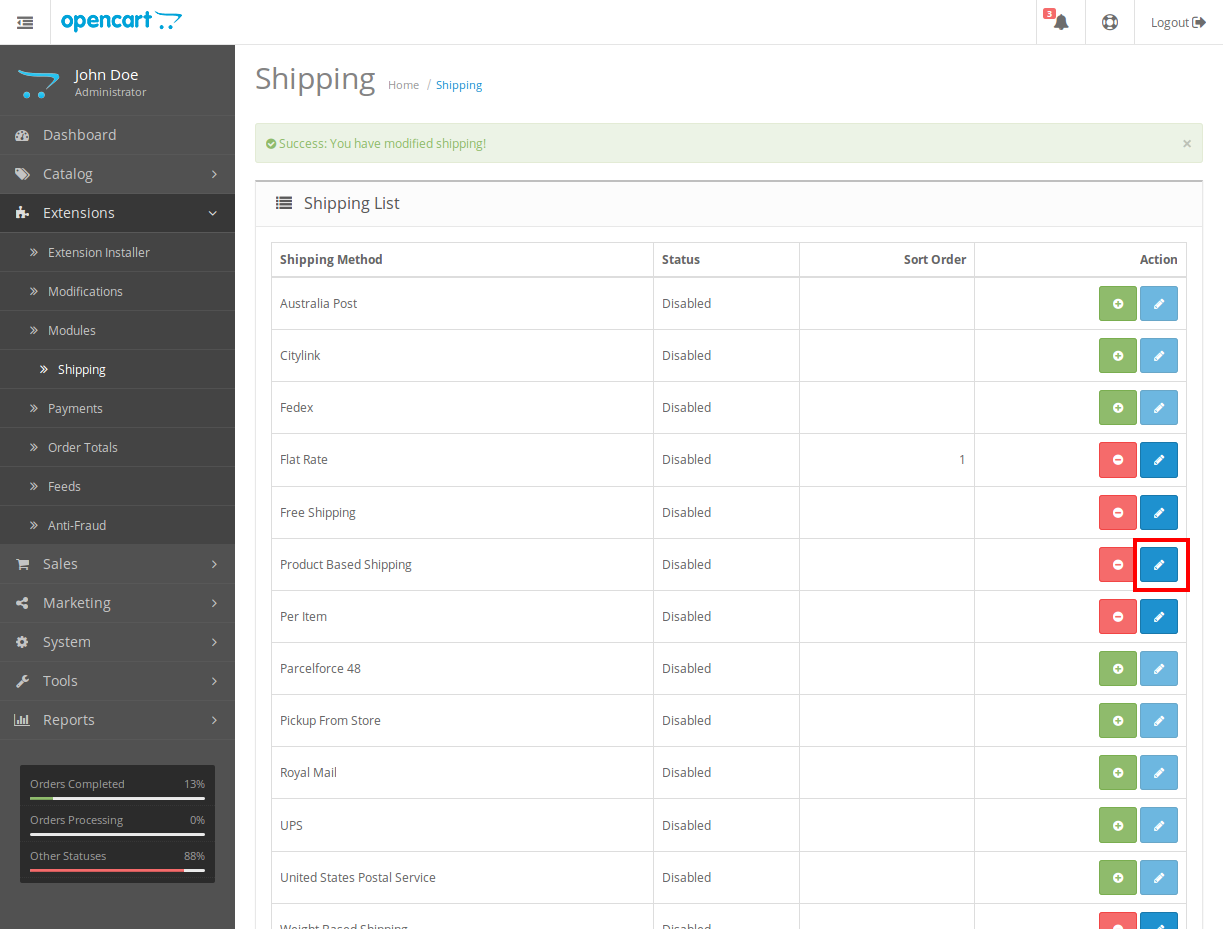 opencart
3
Logout
John Doe
Administrator
Dashboard
Catalog
Extensions
Extension Installer
Modifications
Modules
Shipping
Payments
Order Totals
Feeds
Anti-Fraud
Sales
Marketing
System
Tools
Reports
Orders Completed 13%
Orders Processing 0%
Other Statuses 88%
Shipping Home / Shipping
Success: You have modified shipping! ×
Shipping List
Shipping Method Status Sort Order Action
Australia Post Disabled
Citylink Disabled
Fedex Disabled
Flat Rate Disabled 1
Free Shipping Disabled
Product Based Shipping Disabled
Per Item Disabled
Parcelforce 48 Disabled
Pickup From Store Disabled
Royal Mail Disabled
UPS Disabled
United States Postal Service Disabled
Weight Based Shipping Disabled